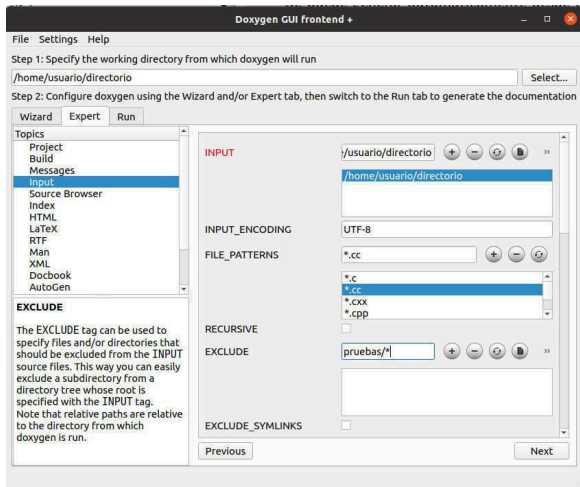 Doxygen GUI frontend +
File Settings Help
Step 1: Specify the working directory from which doxygen will run
/home/usuario/directorio
Select...
Step 2: Configure doxygen using the Wizard and/or Expert tab, then switch to the Run tab to generate the documentation
Wizard Expert Run
Topics
Project
Build
Messages
Input
Source Browser
Index
HTML
LaTeX
RTF
Man
XML
Docbook
AutoGen
EXCLUDE
The EXCLUDE tag can be used to
specify files and/or directories that
should be excluded from the INPUT
source files. This way you can easily
exclude a subdirectory from a
directory tree whose root is
specified with the INPUT tag.
Note that relative paths are relative
to the directory from which
doxygen is run.
INPUT
/usuario/directorio
/home/usuario/directorio
INPUT_ENCODING
UTF-8
FILE_PATTERNS
*.cc
*.c
*.cc
*.cxx
*.cpp
RECURSIVE
EXCLUDE
pruebas/*
EXCLUDE_SYMLINKS
Previous
Next